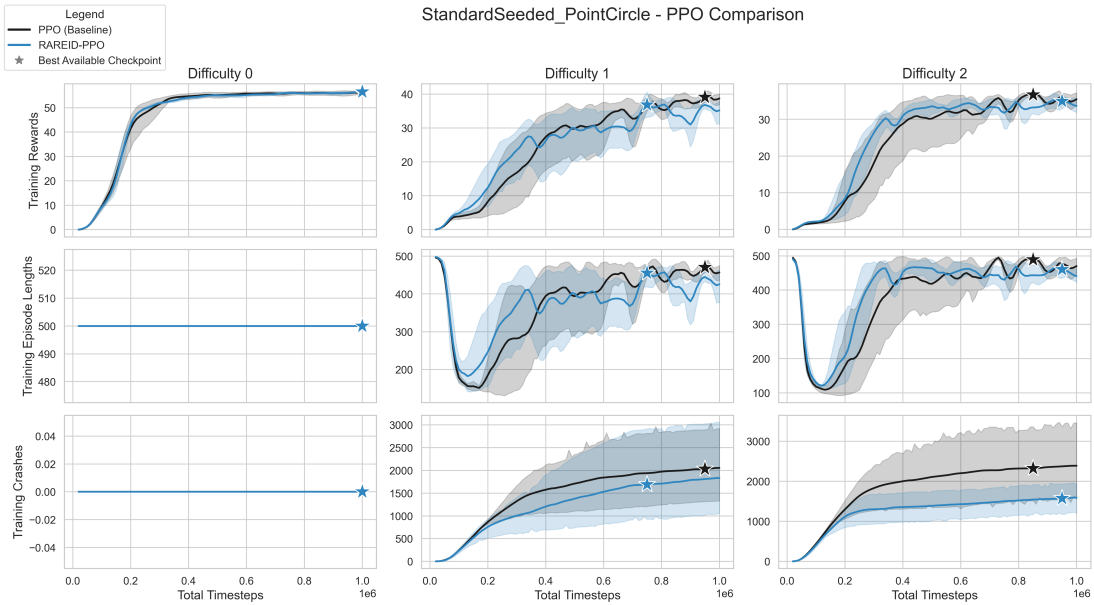 StandardSeeded_PointCircle - PPO Comparison
Legend
PPO (Baseline)
RAREID-PPO
Best Available Checkpoint
Difficulty 0
Difficulty 1
Difficulty 2
Training Rewards
50
40
30
20
10
0
40
30
20
10
0
30
20
10
0
Training Episode Lengths
520
510
500
490
480
500
400
300
200
500
400
300
200
100
Training Crashes
0.04
0.02
0.00
−0.02
−0.04
3000
2500
2000
1500
1000
500
0
3000
2000
1000
0
0.0 0.2 0.4 0.6 0.8 1.0
Total Timesteps
1e6
0.0 0.2 0.4 0.6 0.8 1.0
Total Timesteps
1e6
0.0 0.2 0.4 0.6 0.8 1.0
Total Timesteps
1e6